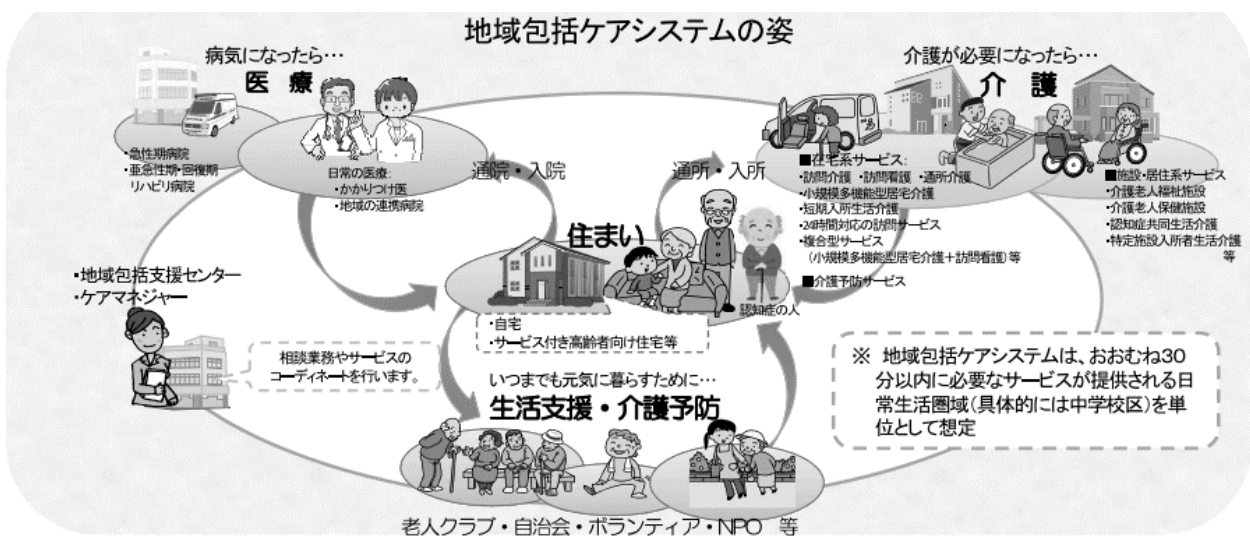 地域包括ケアシステムの姿
病気になったら…
医 療
・急性期病院
・亜急性期・回復期
リハビリ病院
日常の医療:
・かかりつけ医
・地域の連携病院
通院・入院
通所・入所
介護が必要になったら…
介 護
■在宅系サービス:
・訪問介護 ・訪問看護 ・通所介護
・小規模多機能型居宅介護
・短期入所生活介護
・24時間対応の訪問サービス
・複合型サービス
(小規模多機能型居宅介護+訪問看護)等
■介護予防サービス
■施設・居住系サービス
・介護老人福祉施設
・介護老人保健施設
・認知症共同生活介護
・特定施設入所者生活介護
等
住まい
認知症の人
・自宅
・サービス付き高齢者向け住宅等
・地域包括支援センター
・ケアマネジャー
相談業務やサービスの
コーディネートを行います。
いつまでも元気に暮らすために…
生活支援・介護予防
老人クラブ・自治会・ボランティア・NPO 等
※ 地域包括ケアシステムは、おおむね30
分以内に必要なサービスが提供される日
常生活圏域(具体的には中学校区)を単
位として想定